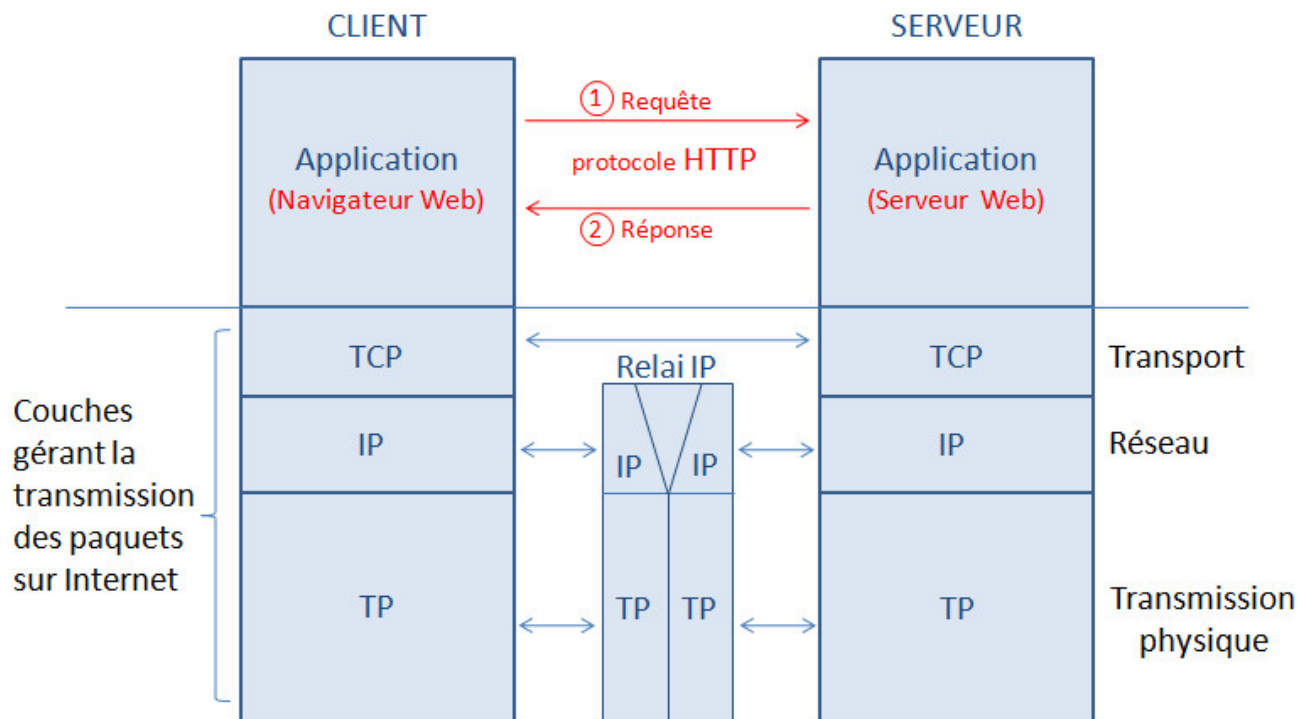 CLIENT
SERVEUR
① Requête
Application
(Navigateur Web)
protocole HTTP
Application
(Serveur Web)
② Réponse
TCP
TCP
Transport
Relai IP
Couches
gérant la
transmission
des paquets
sur Internet
IP
IP
IP
IP
Réseau
TP
TP
TP
TP
Transmission
physique